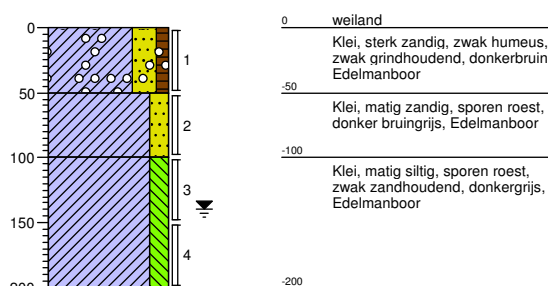 0
50
100
150
200
1
2
3
4
0 weiland
Klei, sterk zandig, zwak humeus,
zwak grindhoudend, donkerbruin
Edelmanboor
-50
Klei, matig zandig, sporen roest,
donker bruingrijs, Edelmanboor
-100
Klei, matig siltig, sporen roest,
zwak zandhoudend, donkergrijs,
Edelmanboor
-200